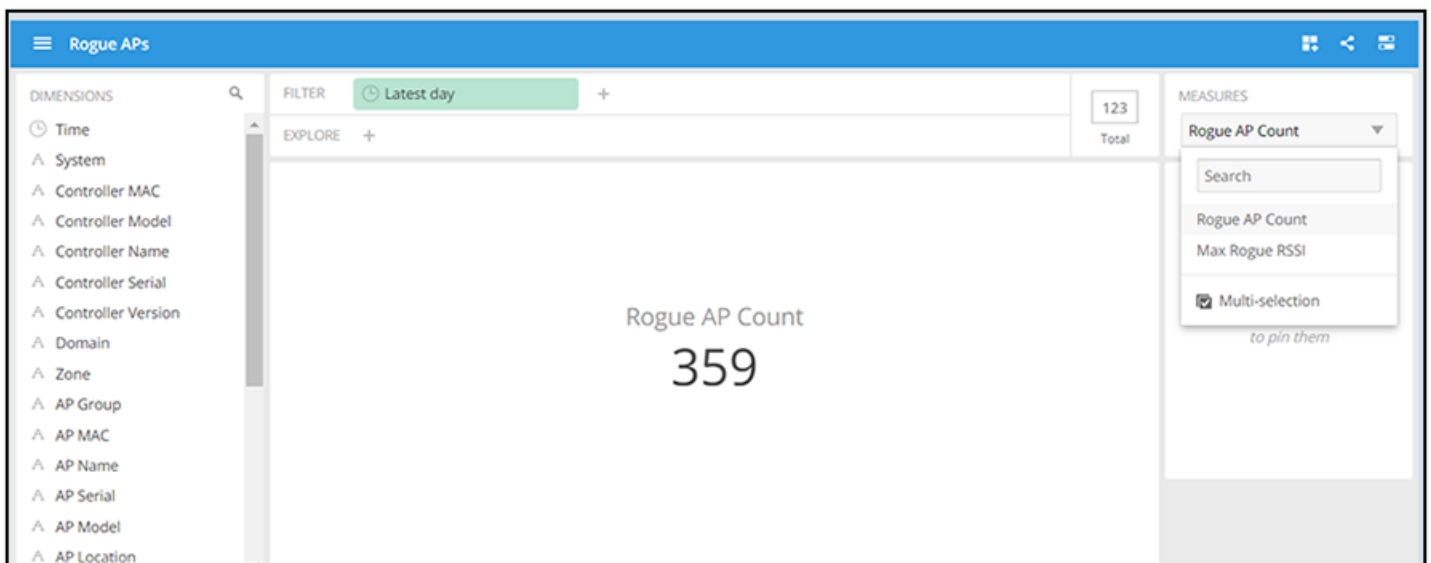 Rogue APs
DIMENSIONS
Time
System
Controller MAC
Controller Model
Controller Name
Controller Serial
Controller Version
Domain
Zone
AP Group
AP MAC
AP Name
AP Serial
AP Model
AP Location
FILTER
Latest day
+
EXPLORE +
123
Total
Rogue AP Count
359
MEASURES
Rogue AP Count
Search
Rogue AP Count
Max Rogue RSSI
Multi-selection
to pin them